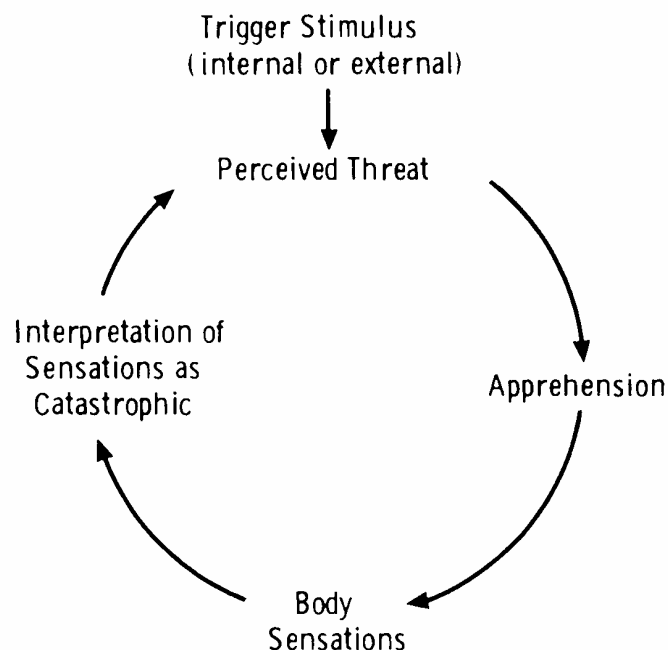 Trigger Stimulus
(internal or external)
Perceived Threat
Interpretation of
Sensations as
Catastrophic
Apprehension
Body
Sensations